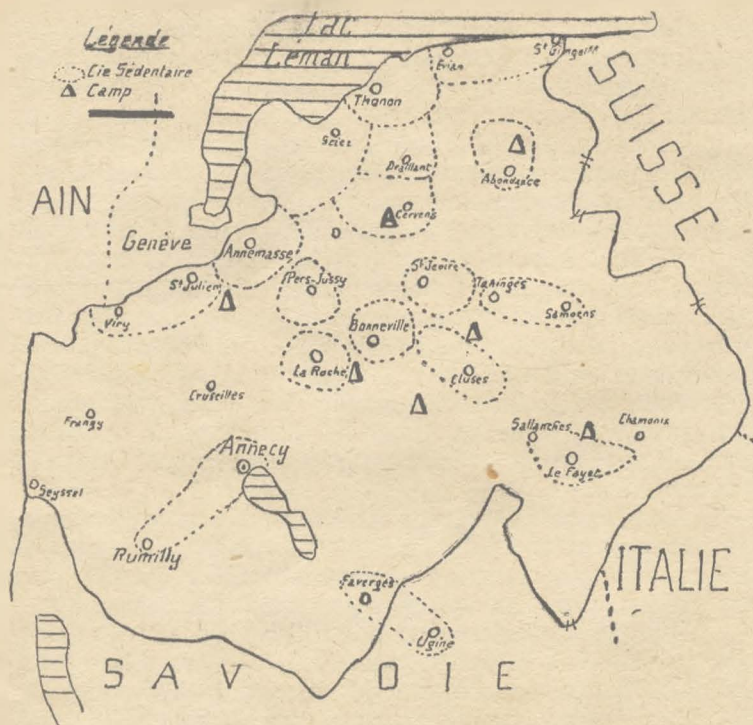 Légende
Cie Sédentaire
Camp
Lac
Léman
Evian
St Gingolph
SUISSE
Thonon
Sciez
Draillant
Abondance
AIN
Cervens
Genève
Annemasse
St Julien
Pers-Jussy
St Jeoire
Taninges
Samoens
Viry
Bonneville
La Roche
Cluses
Cruseilles
Frangy
Sallanches
Chamonix
Annecy
Le Fayet
Seyssel
Rumilly
ITALIE
Faverges
Ugine
SAVOIE